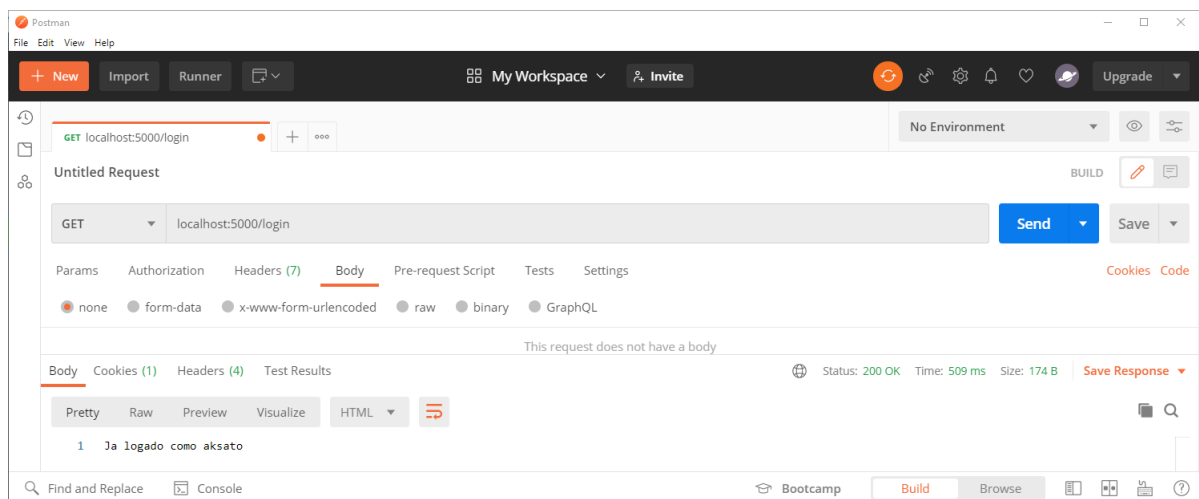 Postman
File Edit View Help
New Import Runner My Workspace Invite Upgrade
GET localhost:5000/login No Environment
Untitled Request BUILD
GET localhost:5000/login Send Save
Params Authorization Headers (7) Body Pre-request Script Tests Settings Cookies Code
none form-data x-www-form-urlencoded raw binary GraphQL
This request does not have a body
Body Cookies (1) Headers (4) Test Results Status: 200 OK Time: 509 ms Size: 174 B Save Response
Pretty Raw Preview Visualize HTML
1 Ja logado como aksato
Find and Replace Console Bootcamp Build Browse